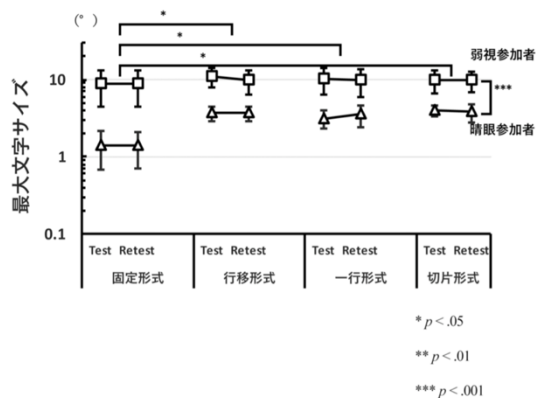 (° )
*
*
*
弱視参加者
10
***
晴眼参加者
最大文字サイズ
1
0.1
Test Retest Test Retest Test Retest Test Retest
固定形式 行移形式 一行形式 切片形式
* p < .05
** p < .01
*** p < .001